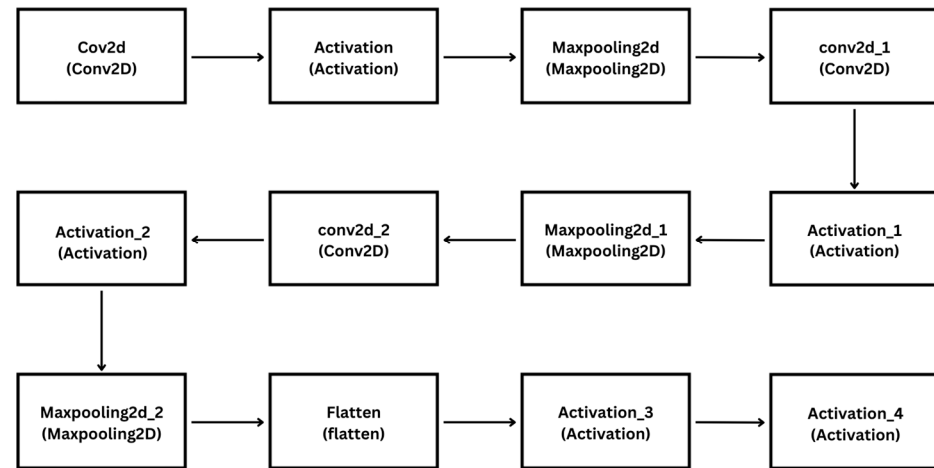 Cov2d
(Conv2D)
Activation
(Activation)
Maxpooling2d
(Maxpooling2D)
conv2d_1
(Conv2D)
Activation_1
(Activation)
Maxpooling2d_1
(Maxpooling2D)
conv2d_2
(Conv2D)
Activation_2
(Activation)
Maxpooling2d_2
(Maxpooling2D)
Flatten
(flatten)
Activation_3
(Activation)
Activation_4
(Activation)